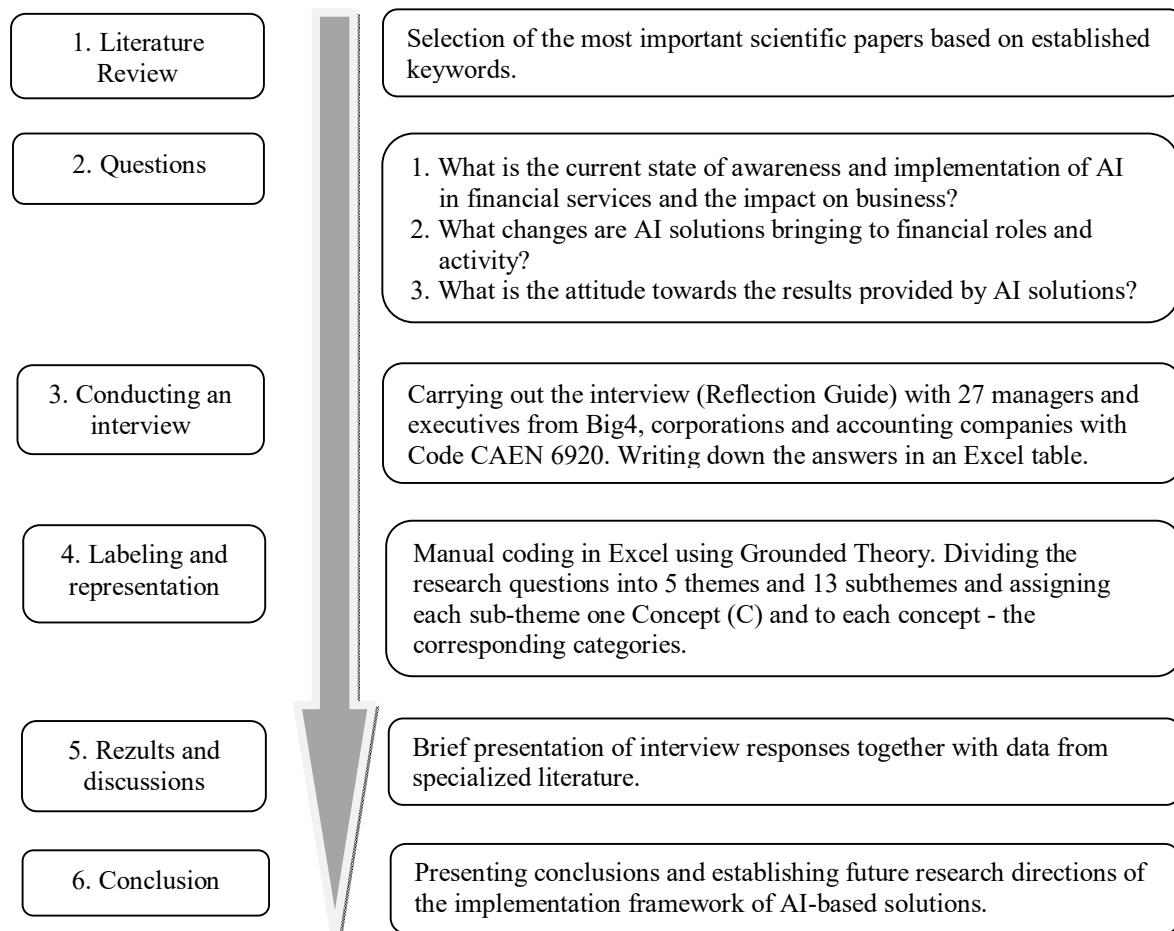 1. Literature
Review
Selection of the most important scientific papers based on established
keywords.
2. Questions
1. What is the current state of awareness and implementation of AI
in financial services and the impact on business?
2. What changes are AI solutions bringing to financial roles and
activity?
3. What is the attitude towards the results provided by AI solutions?
3. Conducting an
interview
Carrying out the interview (Reflection Guide) with 27 managers and
executives from Big4, corporations and accounting companies with
Code CAEN 6920. Writing down the answers in an Excel table.
4. Labeling and
representation
Manual coding in Excel using Grounded Theory. Dividing the
research questions into 5 themes and 13 subthemes and assigning
each sub-theme one Concept (C) and to each concept - the
corresponding categories.
5. Rezults and
discussions
Brief presentation of interview responses together with data from
specialized literature.
6. Conclusion
Presenting conclusions and establishing future research directions of
the implementation framework of AI-based solutions.